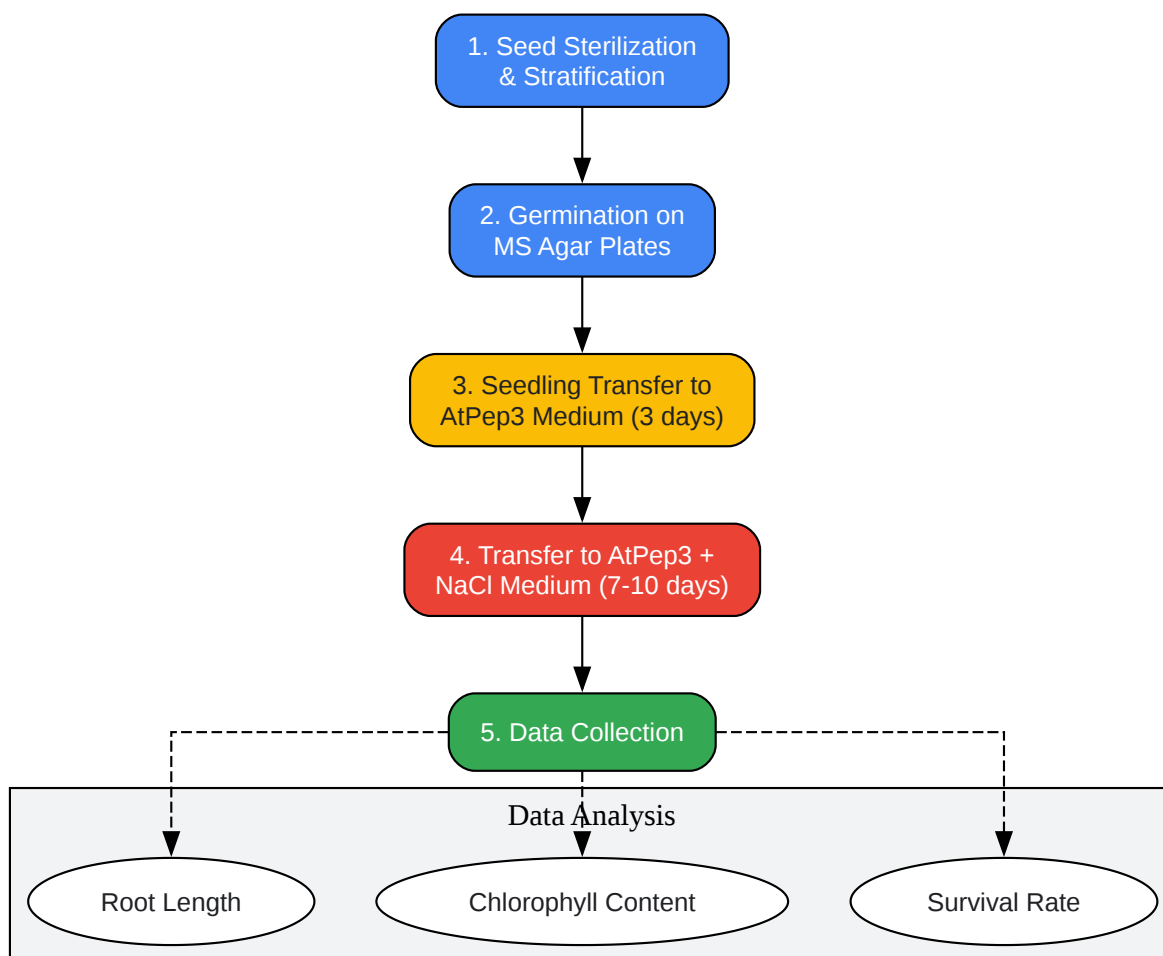 1. Seed Sterilization
& Stratification
2. Germination on
MS Agar Plates
3. Seedling Transfer to
AtPep3 Medium (3 days)
4. Transfer to AtPep3 +
NaCl Medium (7-10 days)
5. Data Collection
Data Analysis
Root Length
Chlorophyll Content
Survival Rate